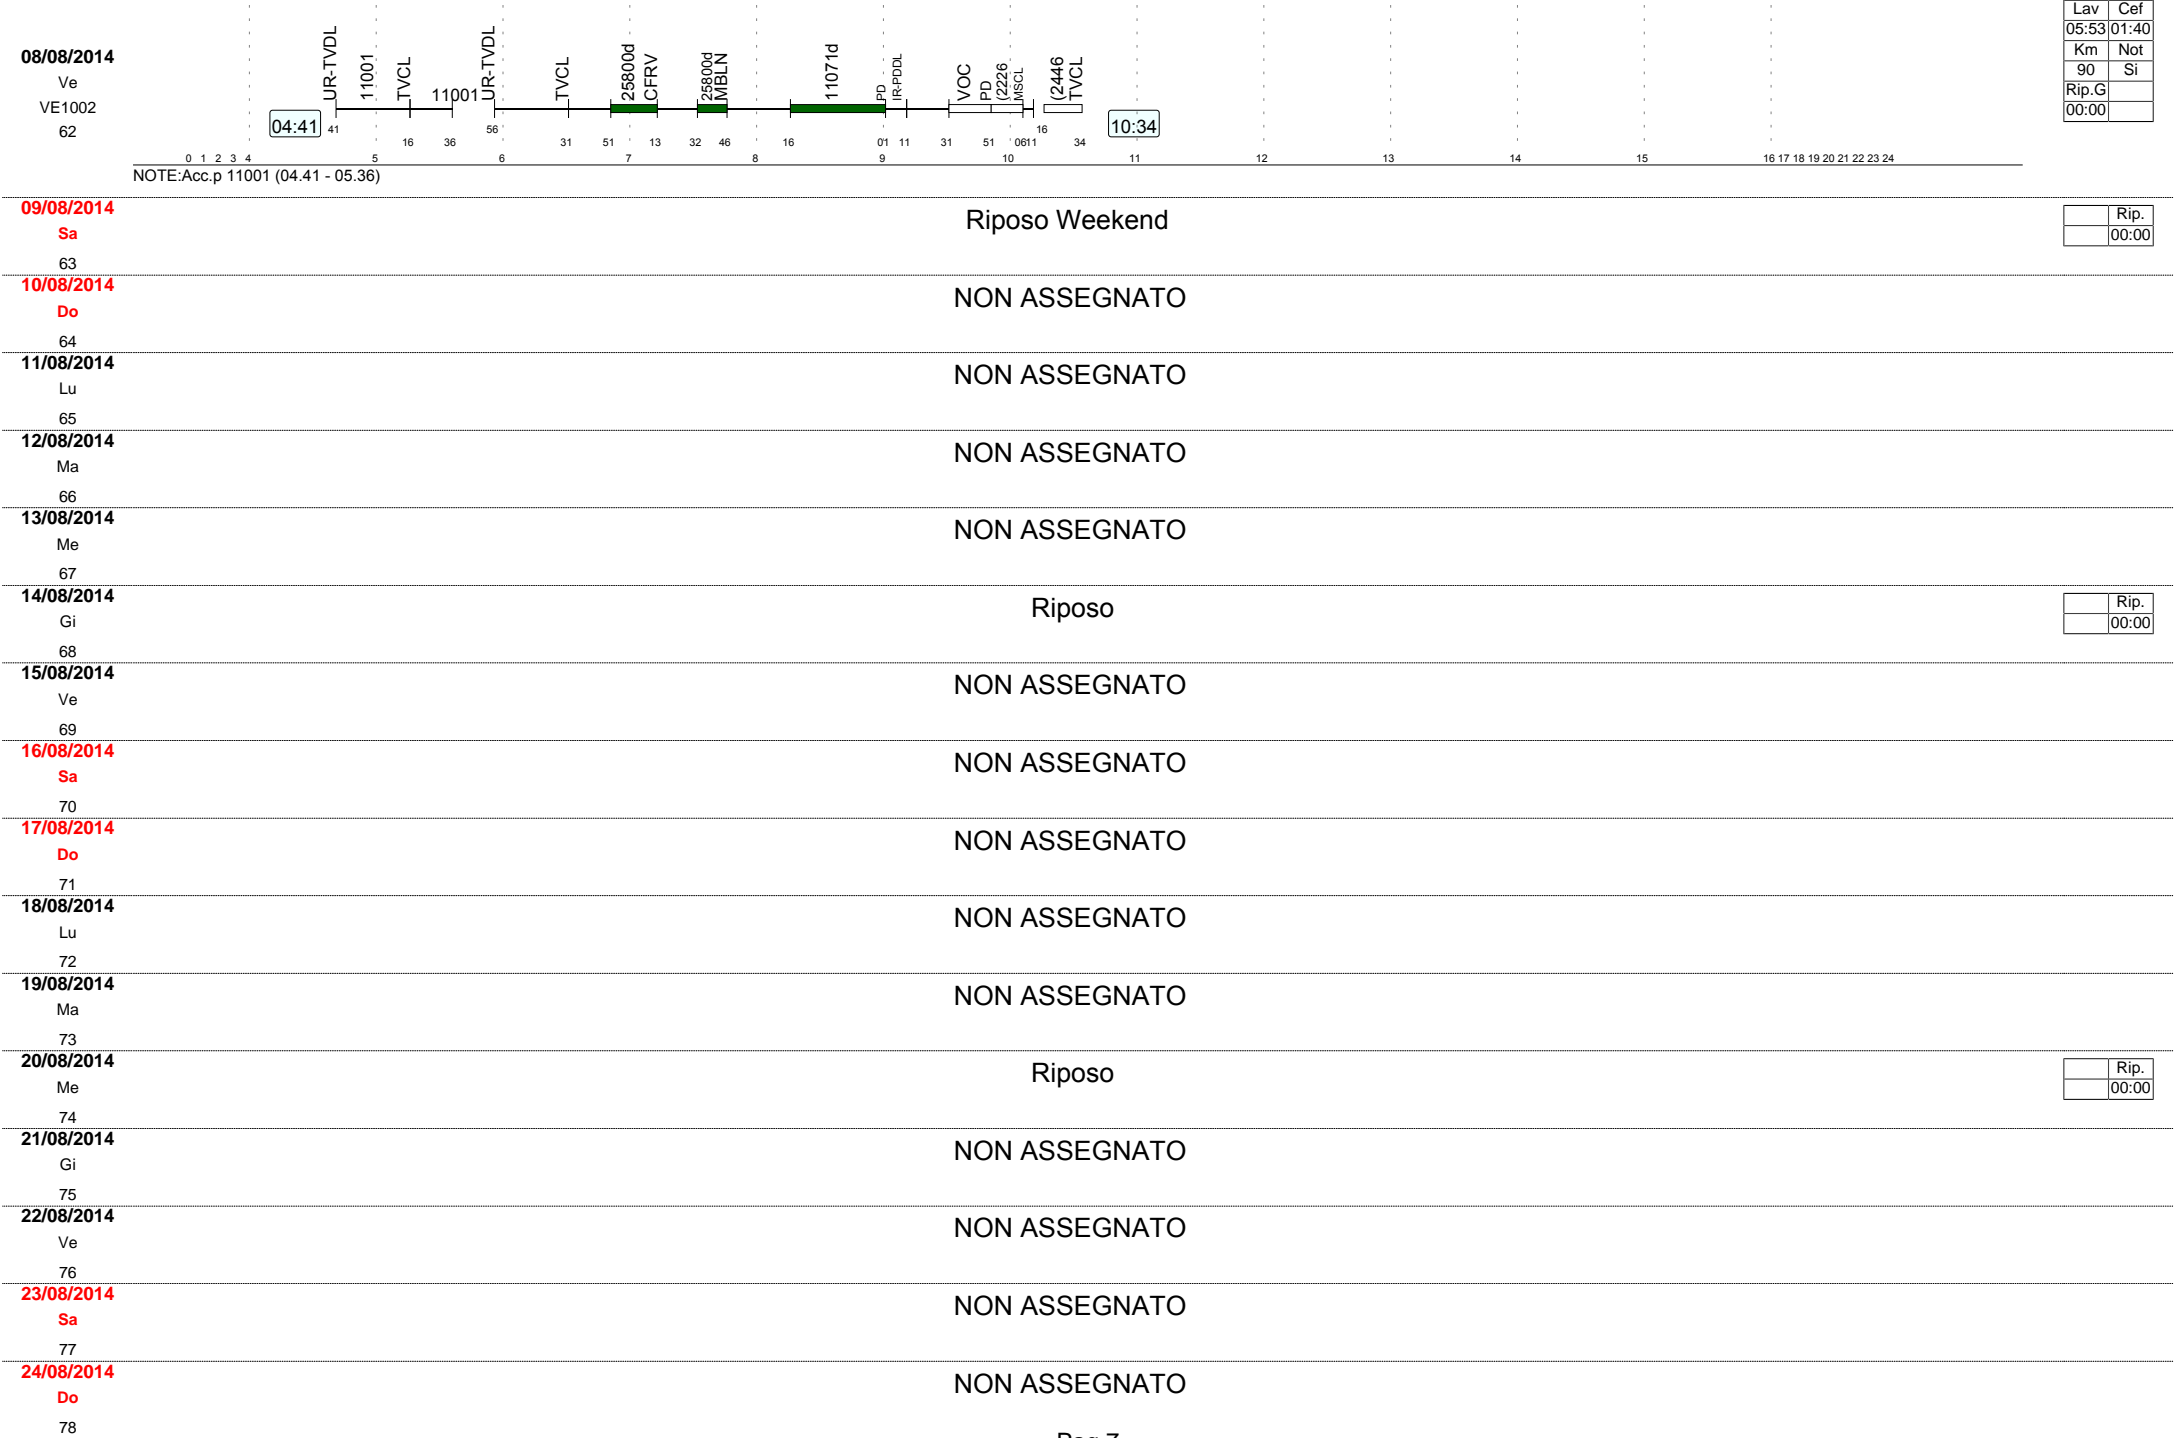 Lav Cef
05:53 01:40
Km Not
90 Si
Rip.G
00:00
08/08/2014
Ve
VE1002
62
UR-TVDL 11001 TVCL 11001 UR-TVDL TVCL 25800d CFRV 25800d MBLN 11071d PD IR-PDDL VOC PD (2226 MSCL (2446 TVCL
04:41 10:34
41 56 16
16 36 31 51 13 32 46 16 01 11 31 51 0611 34
0 1 2 3 4 5 6 7 8 9 10 11 12 13 14 15 16 17 18 19 20 21 22 23 24
NOTE:Acc.p 11001 (04.41 - 05.36)
09/08/2014
Sa
63
Riposo Weekend
Rip.
00:00
10/08/2014
Do
64
NON ASSEGNATO
11/08/2014
Lu
65
NON ASSEGNATO
12/08/2014
Ma
66
NON ASSEGNATO
13/08/2014
Me
67
NON ASSEGNATO
14/08/2014
Gi
68
Riposo
Rip.
00:00
15/08/2014
Ve
69
NON ASSEGNATO
16/08/2014
Sa
70
NON ASSEGNATO
17/08/2014
Do
71
NON ASSEGNATO
18/08/2014
Lu
72
NON ASSEGNATO
19/08/2014
Ma
73
NON ASSEGNATO
20/08/2014
Me
74
Riposo
Rip.
00:00
21/08/2014
Gi
75
NON ASSEGNATO
22/08/2014
Ve
76
NON ASSEGNATO
23/08/2014
Sa
77
NON ASSEGNATO
24/08/2014
Do
78
NON ASSEGNATO